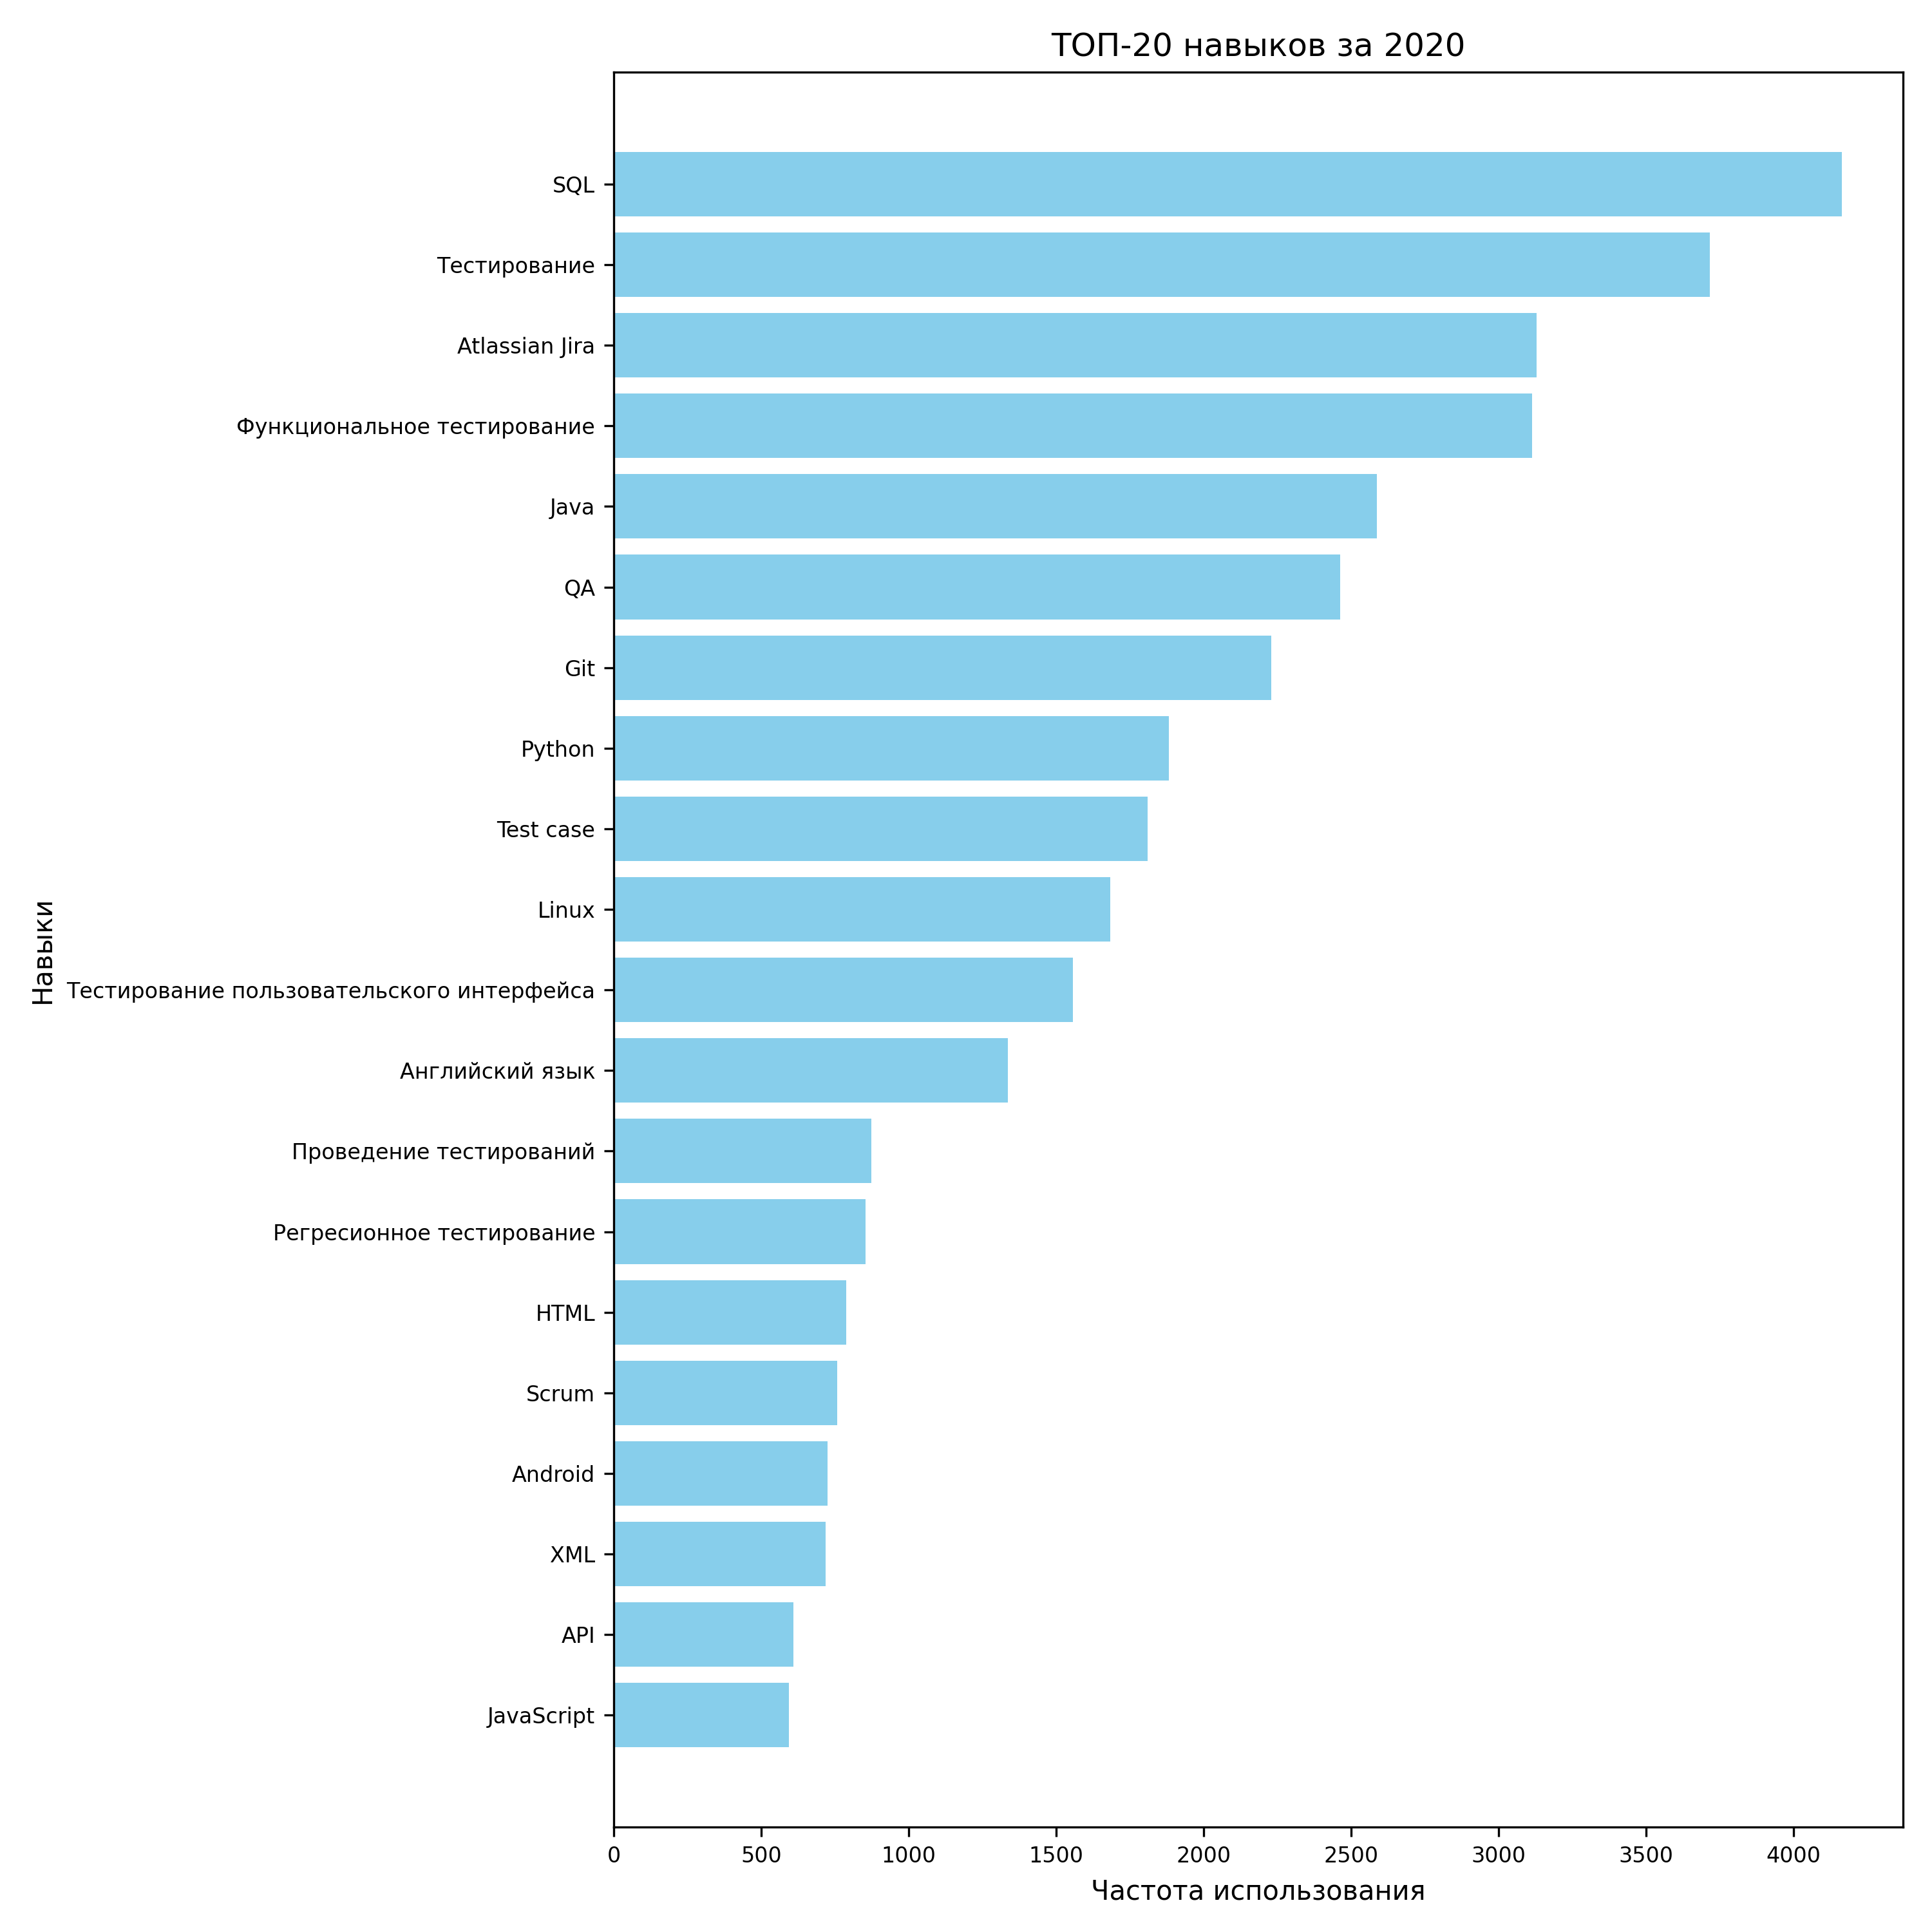 ТОП-20 навыков за 2020
SQL
Тестирование
Atlassian Jira
Функциональное тестирование
Java
QA
Git
Python
Test case
Linux
Тестирование пользовательского интерфейса
Английский язык
Проведение тестирований
Регресионное тестирование
HTML
Scrum
Android
XML
API
JavaScript
Навыки
0 500 1000 1500 2000 2500 3000 3500 4000
Частота использования